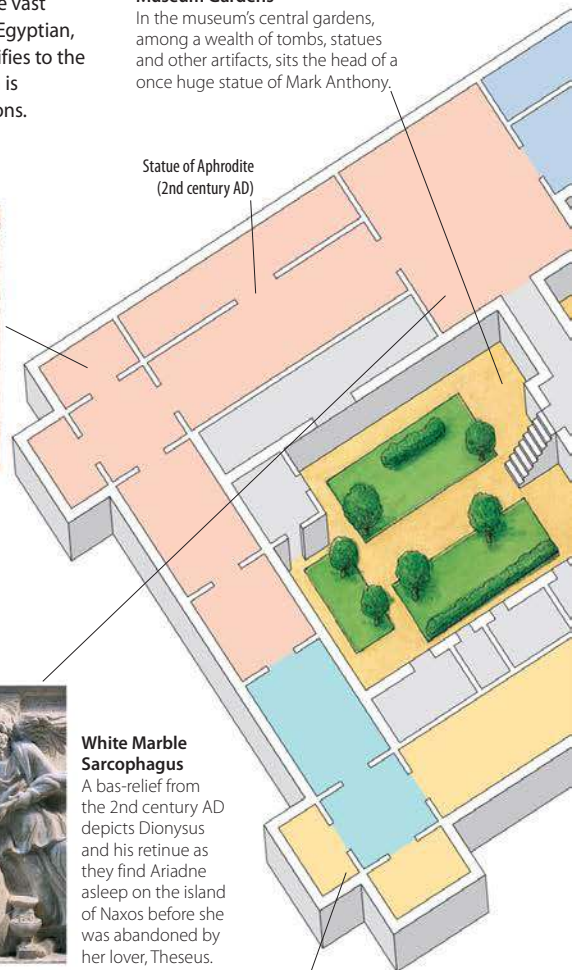 e vast
Egyptian,
ifies to the
is
ons.
Museum Gardens
In the museum’s central gardens,
among a wealth of tombs, statues
and other artifacts, sits the head of a
once huge statue of Mark Anthony.
Statue of Aphrodite
(2nd century AD)
White Marble
Sarcophagus
A bas-relief from
the 2nd century AD
depicts Dionysus
and his retinue as
they find Ariadne
asleep on the island
of Naxos before she
was abandoned by
her lover, Theseus.